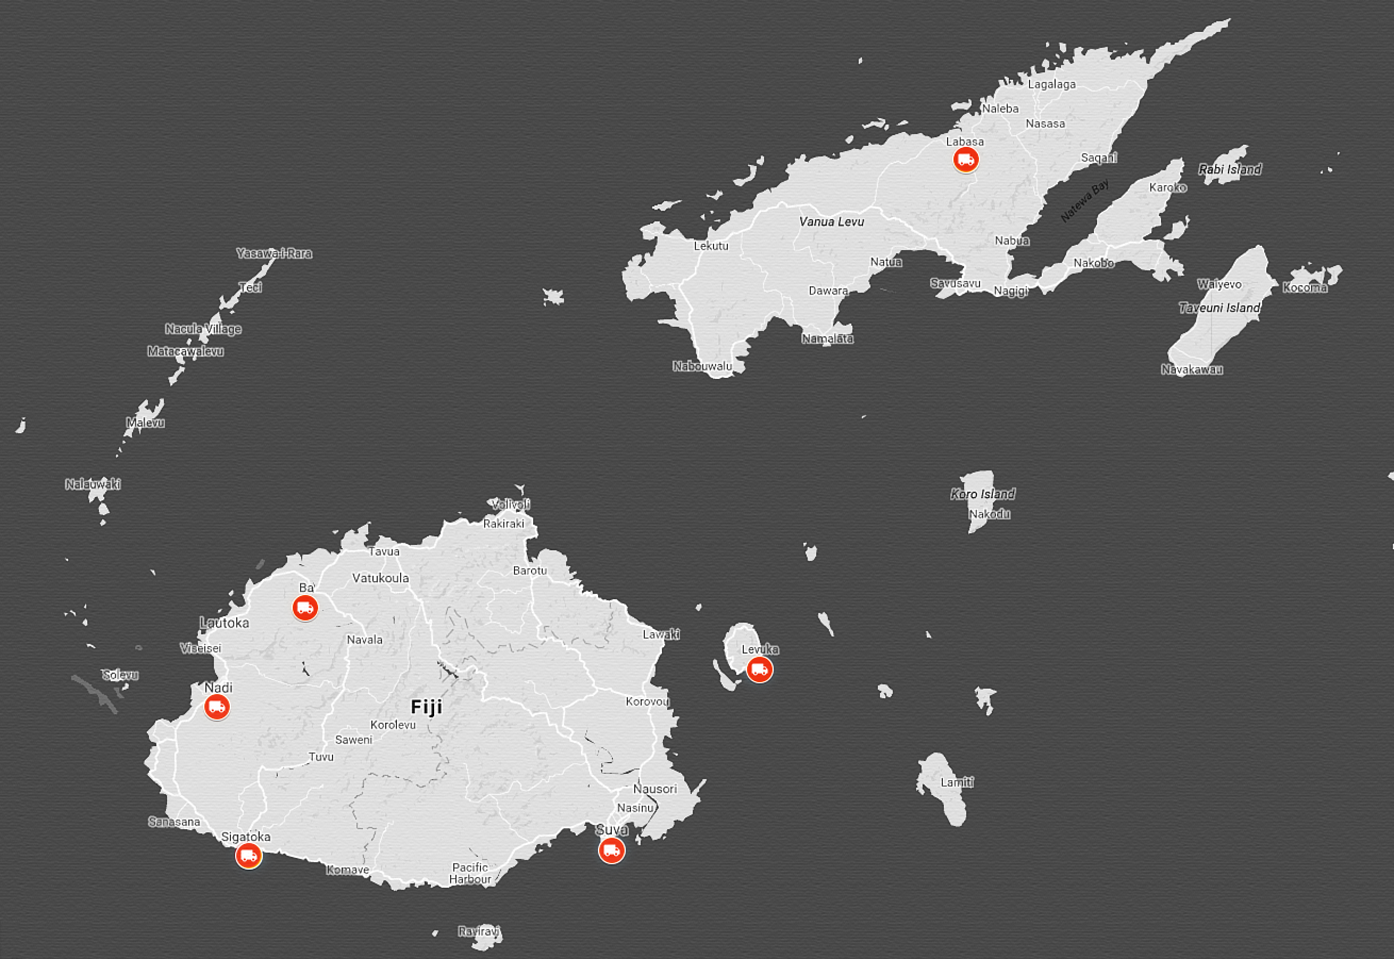 Lagalaga
Naleba
Nasasa
Labasa
Saqani
Rabi Island
Karoko
Natewa Bay
Vanua Levu
Lekutu
Nabua
Yasawa-i-Rara
Natua
Nakobo
Savusavu
Waiyevo
Teci
Dawara
Nagigi
Kocoma
Taveuni Island
Nacula Village
Namalata
Matacawalevu
Nabouwalu
Navakawau
Malevu
Nalauwaki
Koro Island
Volivoli
Nakodu
Rakiraki
Tavua
Barotu
Vatukoula
Ba
Lautoka
Lawaki
Navala
Viseisei
Levuka
Solevu
Nadi
Korovou
Fiji
Korolevu
Saweni
Tuvu
Lamiti
Nausori
Nasinu
Sanasana
Suva
Sigatoka
Komave
Pacific
Harbour
Raviravi